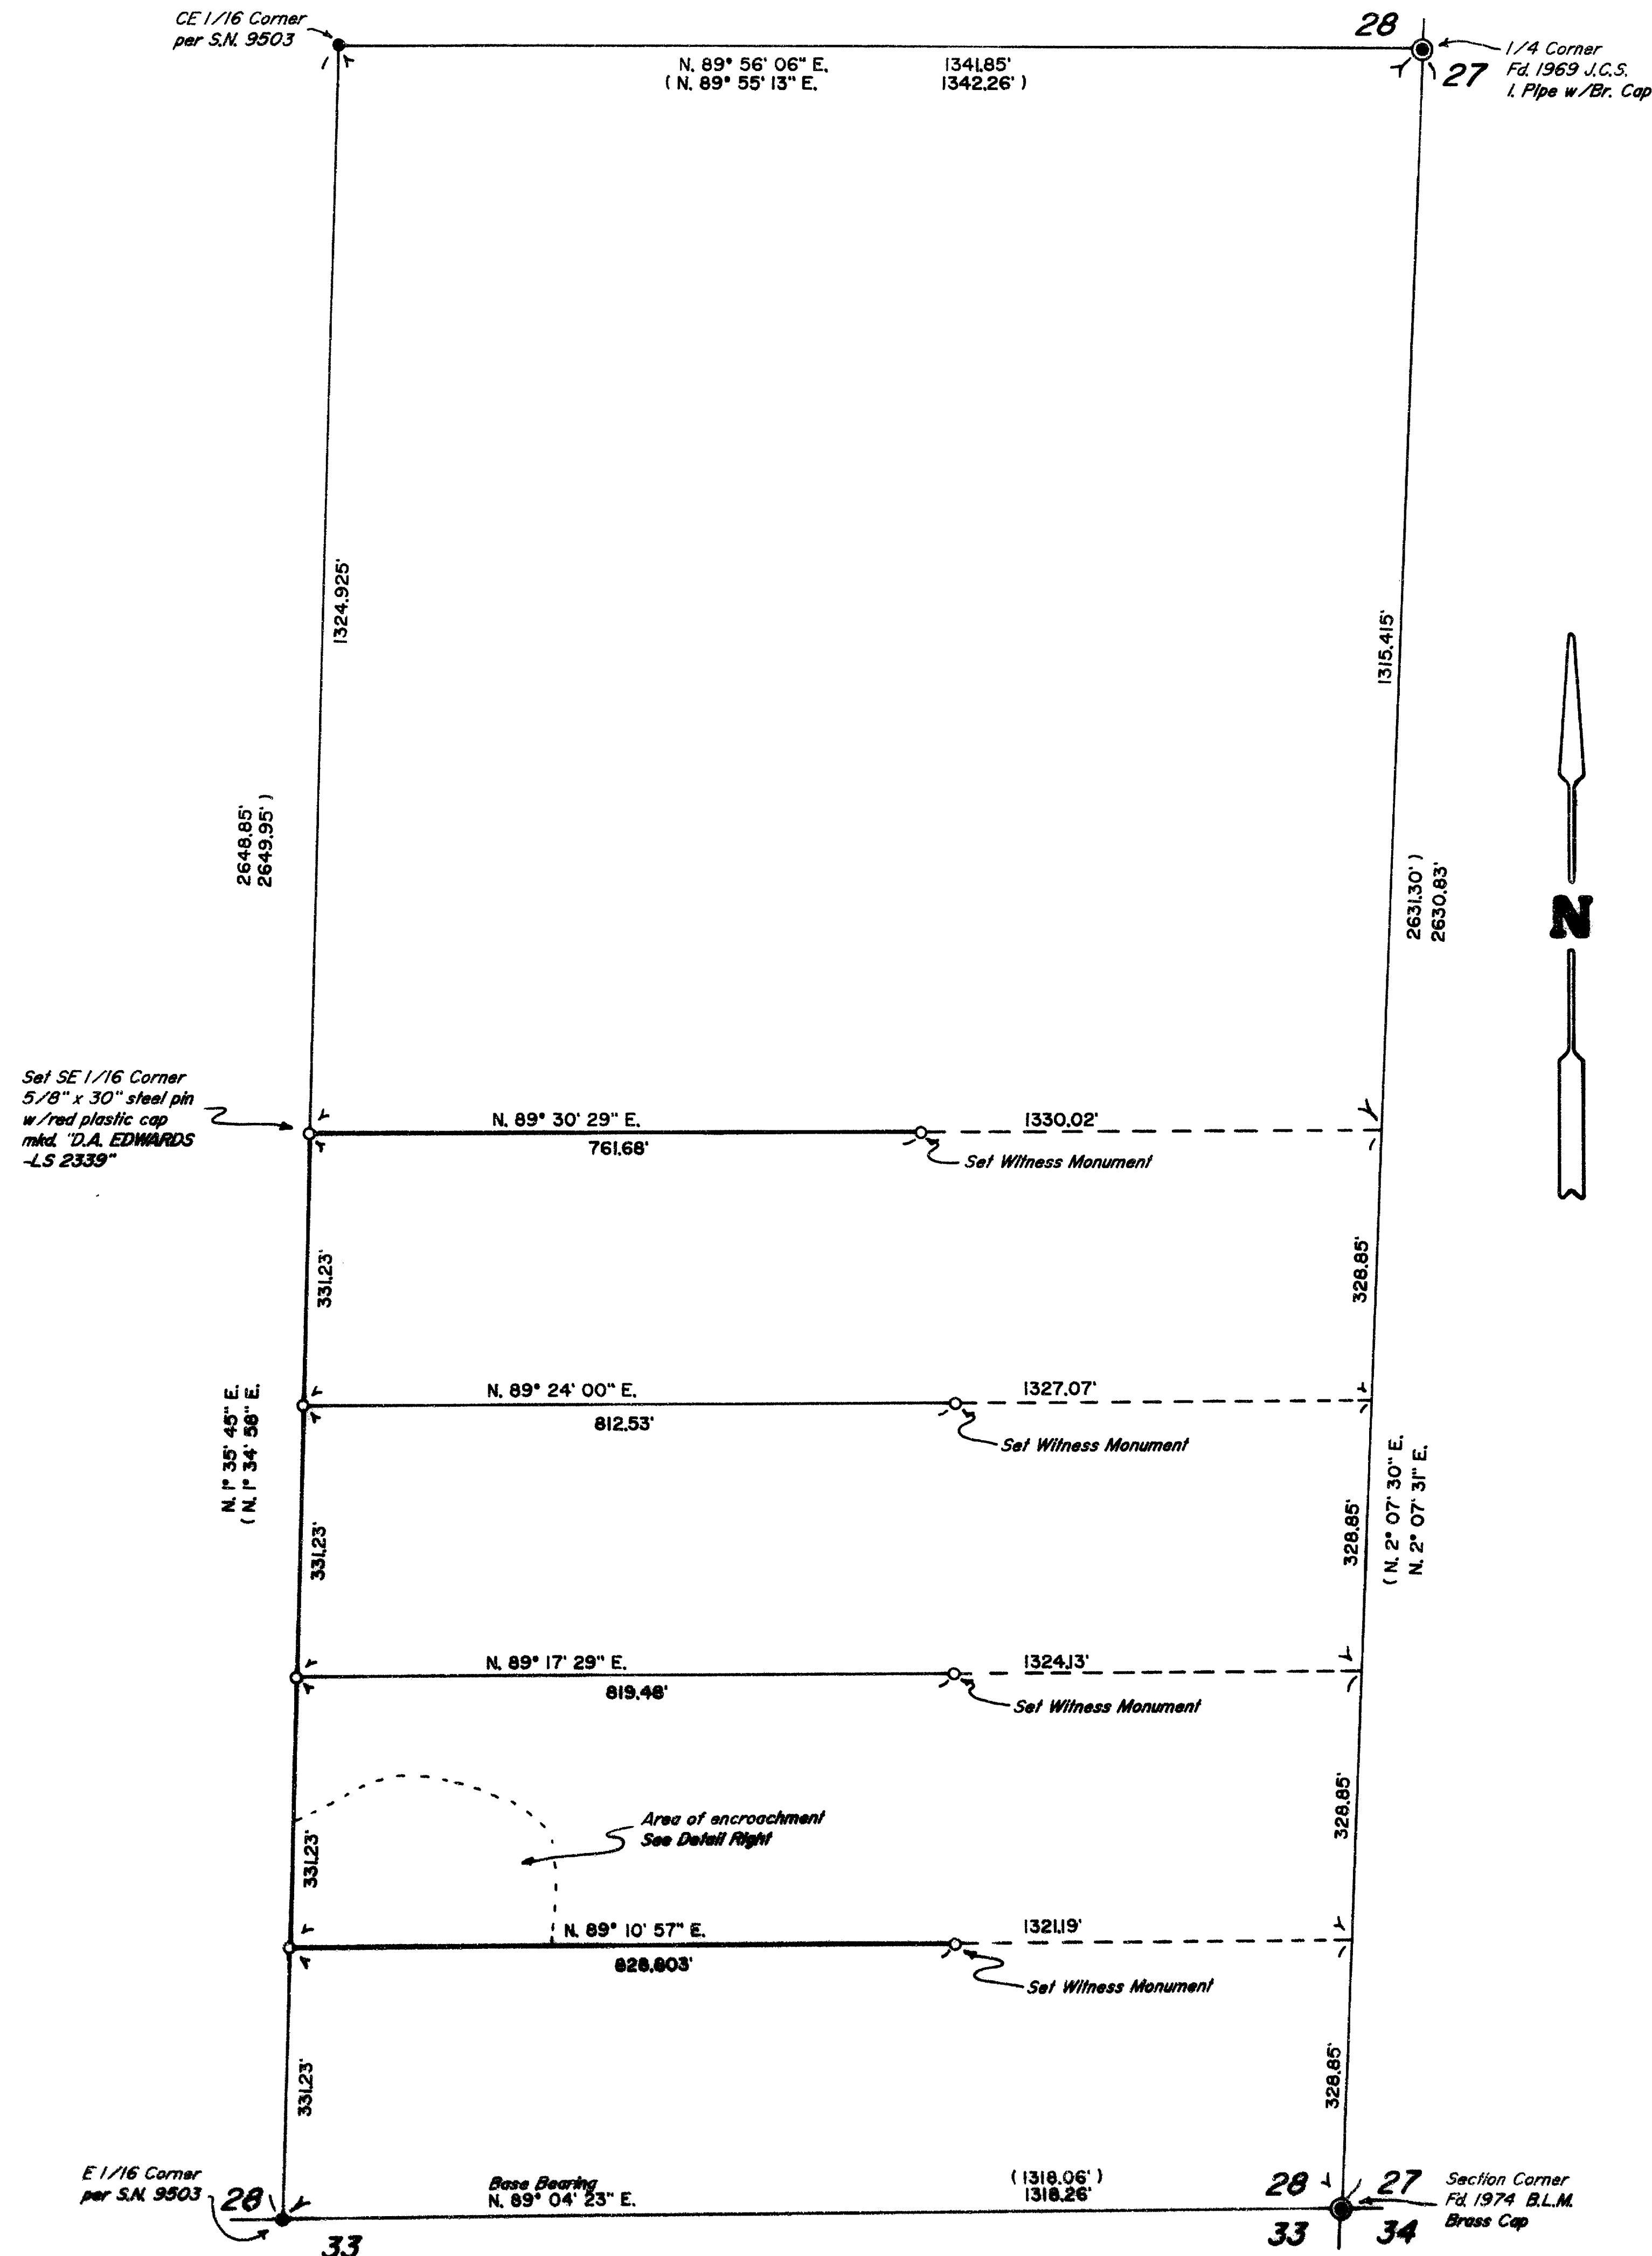 CE 1/16 Corner
per S.N. 9503
28
1/4 Corner
Fd. 1969 J.C.S.
I. Pipe w/Br. Cap
27
N. 89° 56' 06" E. 1341.85'
( N. 89° 55' 13" E. 1342.26' )
1324.925'
1315.415'
2648.85'
2649.95' )
2631.30' )
2630.83'
N
Set SE 1/16 Corner
5/8" x 30" steel pin
w/red plastic cap
mkd. "D.A. EDWARDS
-LS 2339"
N. 89° 30' 29" E. 1330.02'
761.68'
Set Witness Monument
331.23'
328.85'
N. 89° 24' 00" E. 1327.07'
812.53'
Set Witness Monument
N. 1° 35' 45" E.
( N. 1° 34' 58" E.
( N. 2° 07' 30" E.
N. 2° 07' 31" E.
331.23'
328.85'
N. 89° 17' 29" E. 1324.13'
819.48'
Set Witness Monument
Area of encroachment
See Detail Right
331.23'
328.85'
N. 89° 10' 57" E. 1321.19'
828.803'
Set Witness Monument
331.23'
328.85'
E 1/16 Corner
per S.N. 9503
28
33
Base Bearing
N. 89° 04' 23" E.
( 1318.06' )
1318.26'
28 27
33 34
Section Corner
Fd. 1974 B.L.M.
Brass Cap